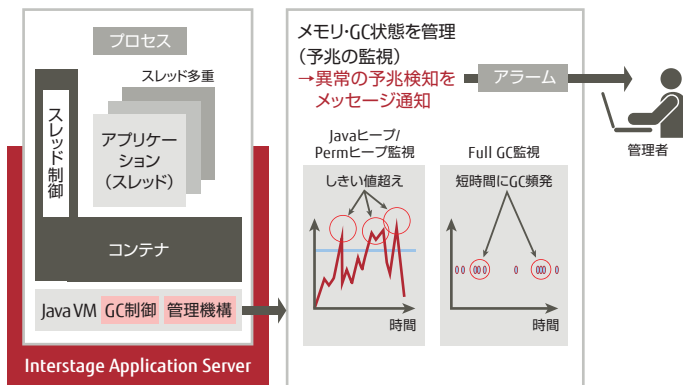 プロセス
スレッド多重
スレッド制御
アプリケー
ション
(スレッド)
コンテナ
Java VM
GC制御
管理機構
Interstage Application Server
メモリ・GC状態を管理
(予兆の監視)
→異常の予兆検知を
メッセージ通知
アラーム
管理者
Javaヒープ/
Permヒープ監視
しきい値超え
時間
Full GC監視
短時間にGC頻発
時間